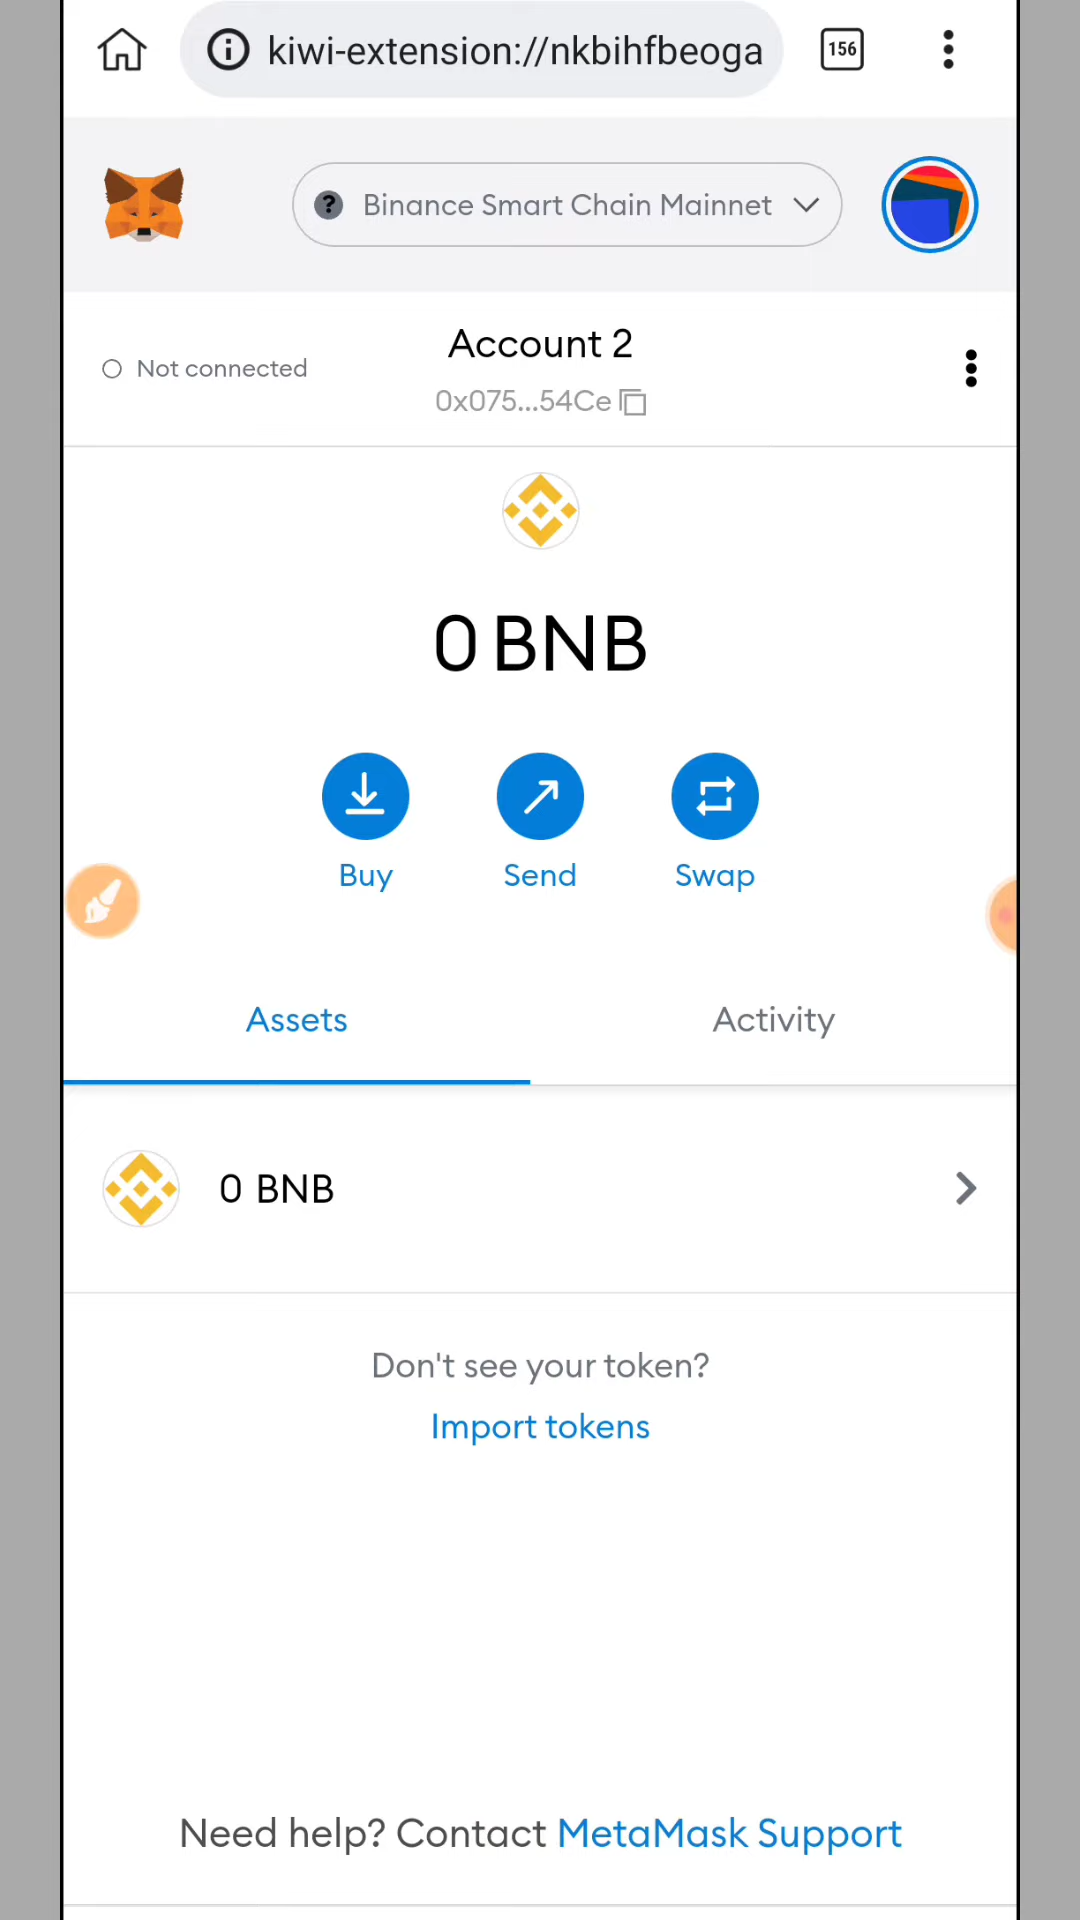 kiwi-extension://nkbihfbeoga
156
? Binance Smart Chain Mainnet
Account 2
Not connected
0x075...54Ce
0 BNB
Buy Send Swap
Assets Activity
0 BNB
Don't see your token?
Import tokens
Need help? Contact MetaMask Support